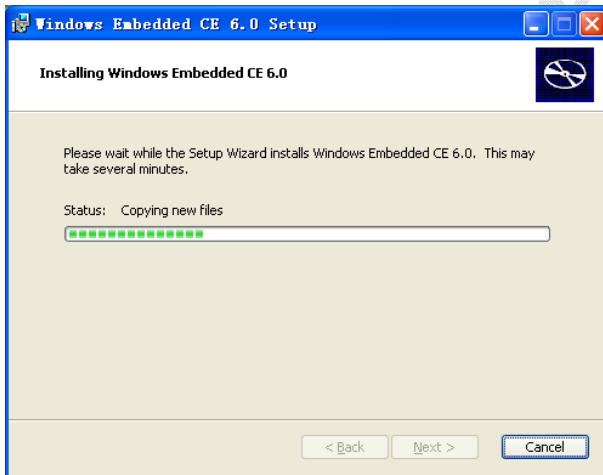 Windows Embedded CE 6.0 Setup
Installing Windows Embedded CE 6.0
Please wait while the Setup Wizard installs Windows Embedded CE 6.0. This may
take several minutes.
Status: Copying new files
< Back Next > Cancel